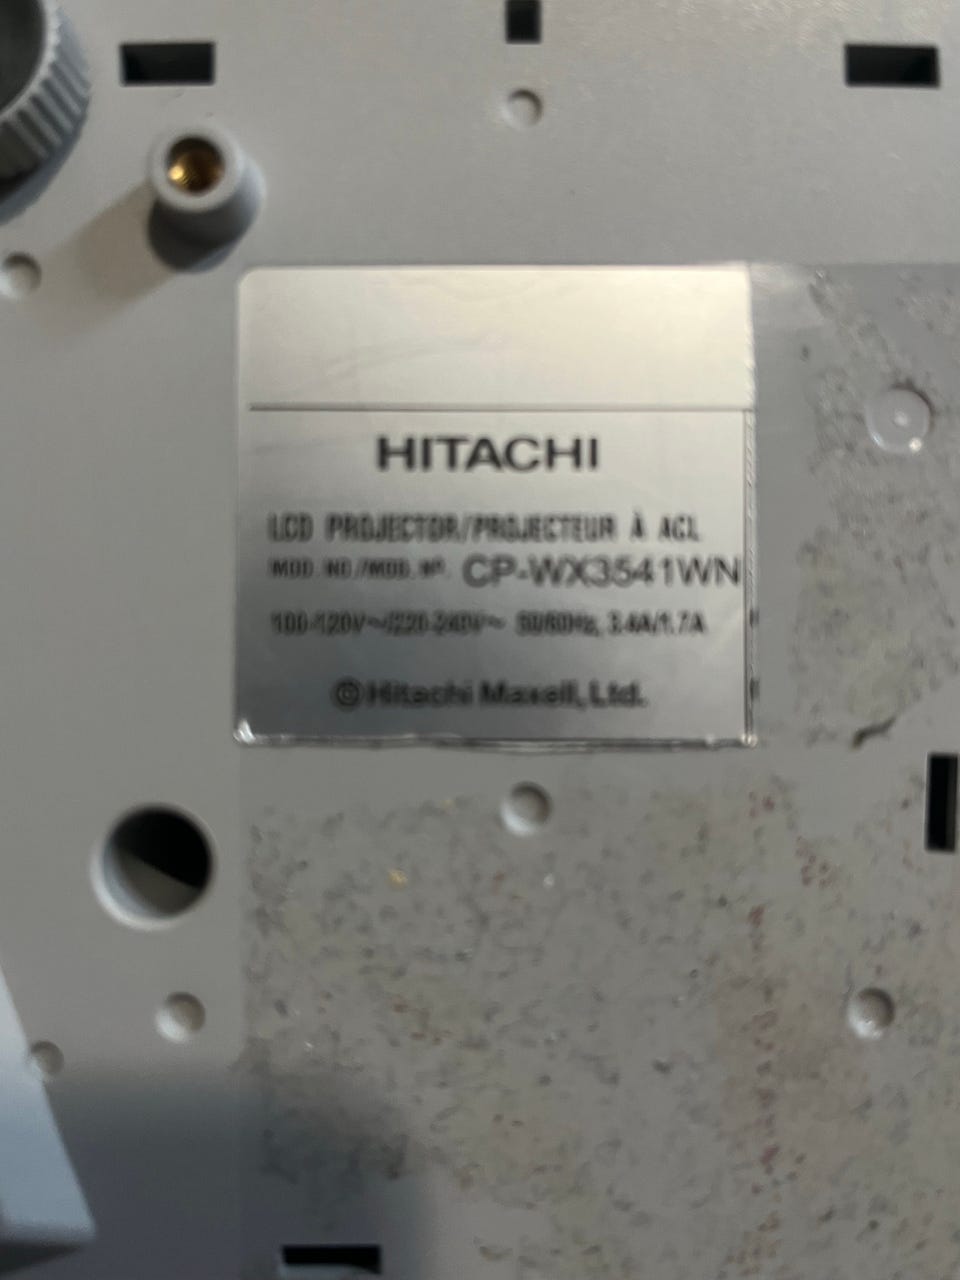 HITACHI
LCD PROJECTOR/PROJECTEUR À ACL
MOD. NO./MOD. Nº. CP-WX3541WN
100-120V~/220-240V~ 50/60Hz, 3.4A/1.7A
©Hitachi Maxell, Ltd.